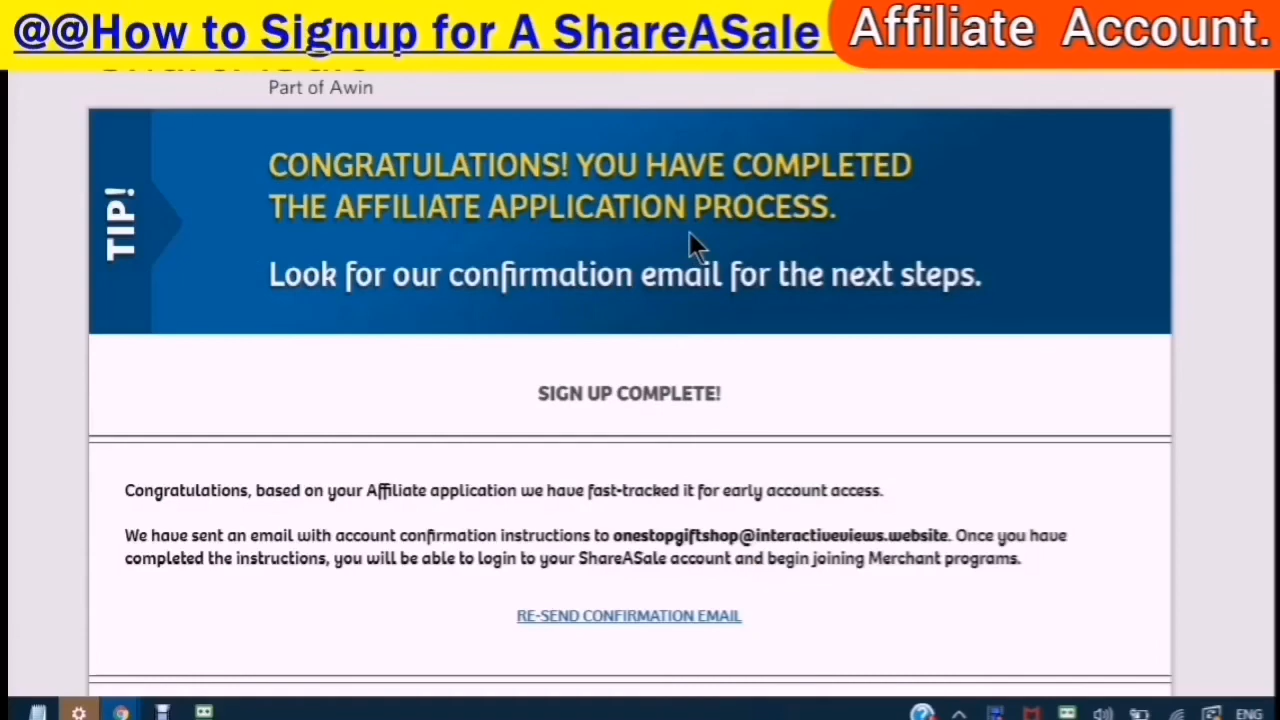 @@How to Signup for A ShareASale Affiliate Account.
Part of Awin
TIP!
CONGRATULATIONS! YOU HAVE COMPLETED
THE AFFILIATE APPLICATION PROCESS.
Look for our confirmation email for the next steps.
SIGN UP COMPLETE!
Congratulations, based on your Affiliate application we have fast-tracked it for early account access.
We have sent an email with account confirmation instructions to onestopgiftshop@interactiveviews.website. Once you have
completed the instructions, you will be able to login to your ShareASale account and begin joining Merchant programs.
RE-SEND CONFIRMATION EMAIL
ENG